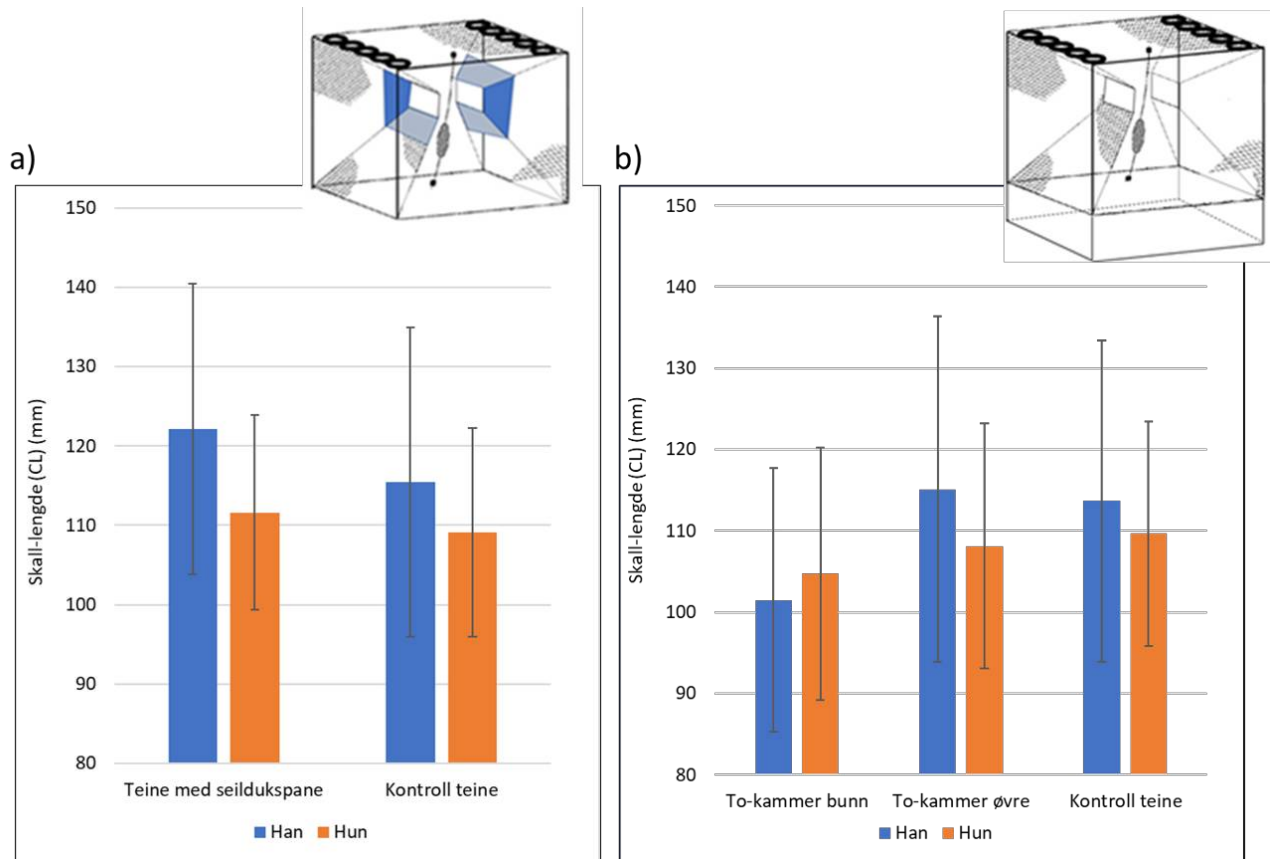 a)
150
140
130
120
110
100
90
80
Skall-lengde (CL) (mm)
Teine med seildukspane
Kontroll teine
Han
Hun
b)
150
140
130
120
110
100
90
80
Skall-lengde (CL) (mm)
To-kammer bunn
To-kammer øvre
Kontroll teine
Han
Hun